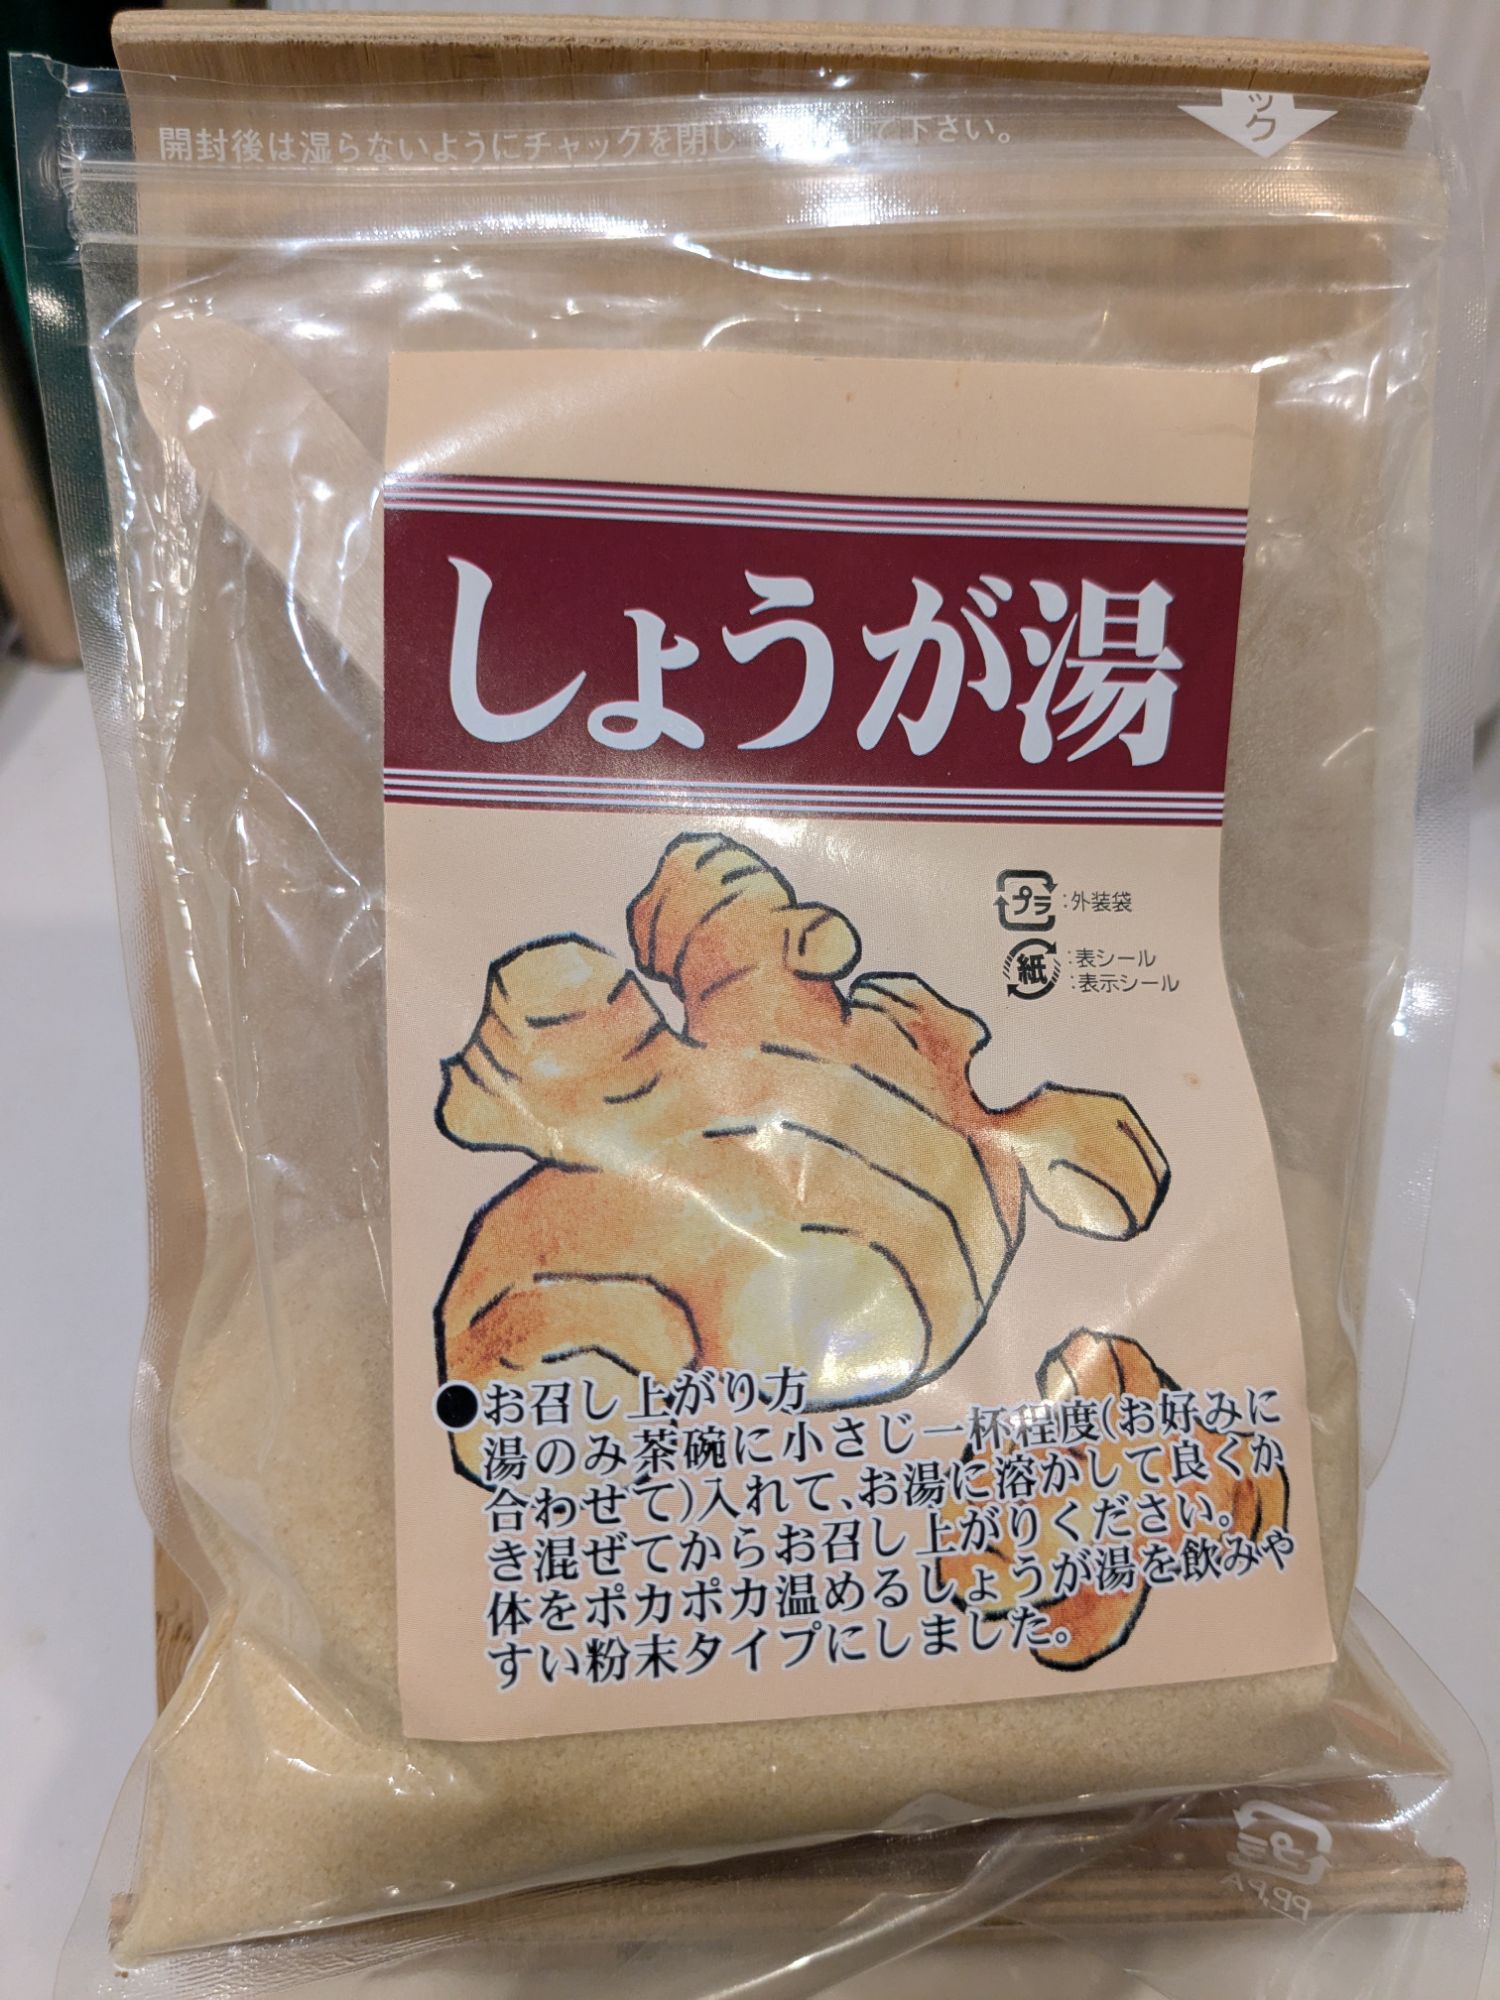 開封後は湿らないようにチャックを閉し て下さい。
ック
しょうが湯
プラ :外装袋
紙 :表シール
:表示シール
●お召し上がり方
湯のみ茶碗に小さじ一杯程度(お好みに
合わせて)入れて、お湯に溶かして良くか
き混ぜてからお召し上がりください。
体をポカポカ温めるしょうが湯を飲みや
すい粉末タイプにしました。
プラ
PP,PA